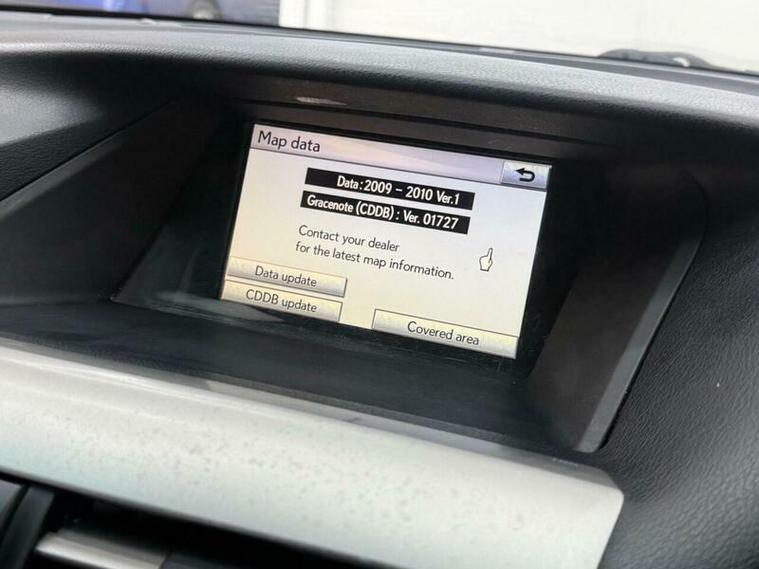 Map data
Data:2009 – 2010 Ver.1
Gracenote (CDDB): Ver. 01727
Contact your dealer
for the latest map information.
Data update
CDDB update
Covered area